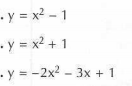 . y = x² – 1
. y = x² + 1
. y = –2x² – 3x + 1